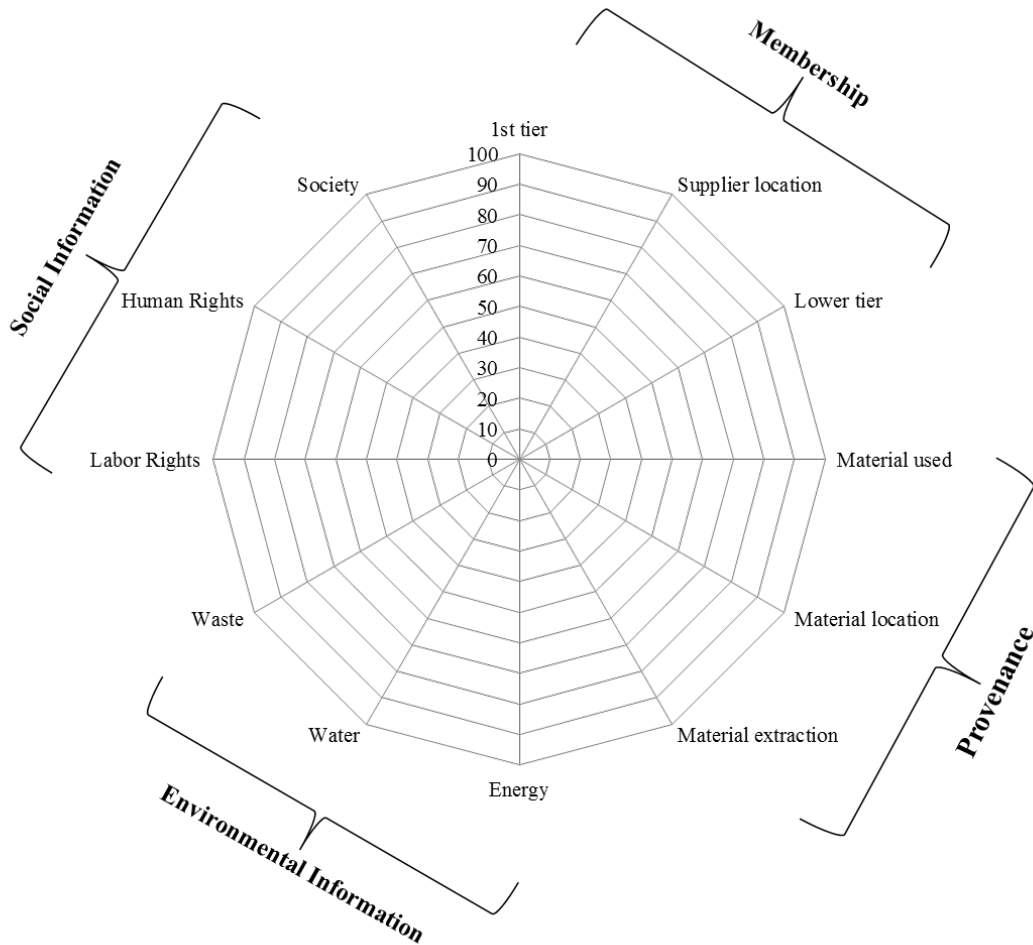 Membership
1st tier
100
90
80
70
60
50
40
30
20
10
0
Supplier location
Lower tier
Material used
Material location
Material extraction
Provenance
Energy
Water
Waste
Environmental Information
Labor Rights
Human Rights
Society
Social Information